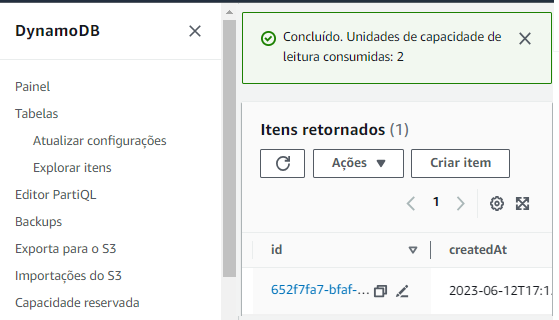 DynamoDB
Painel
Tabelas
Atualizar configurações
Explorar itens
Editor PartiQL
Backups
Exporta para o S3
Importações do S3
Capacidade reservada
Concluído. Unidades de capacidade de
leitura consumidas: 2
Itens retornados (1)
Ações
Criar item
1
id
createdAt
652f7fa7-bfaf-...
2023-06-12T17:1